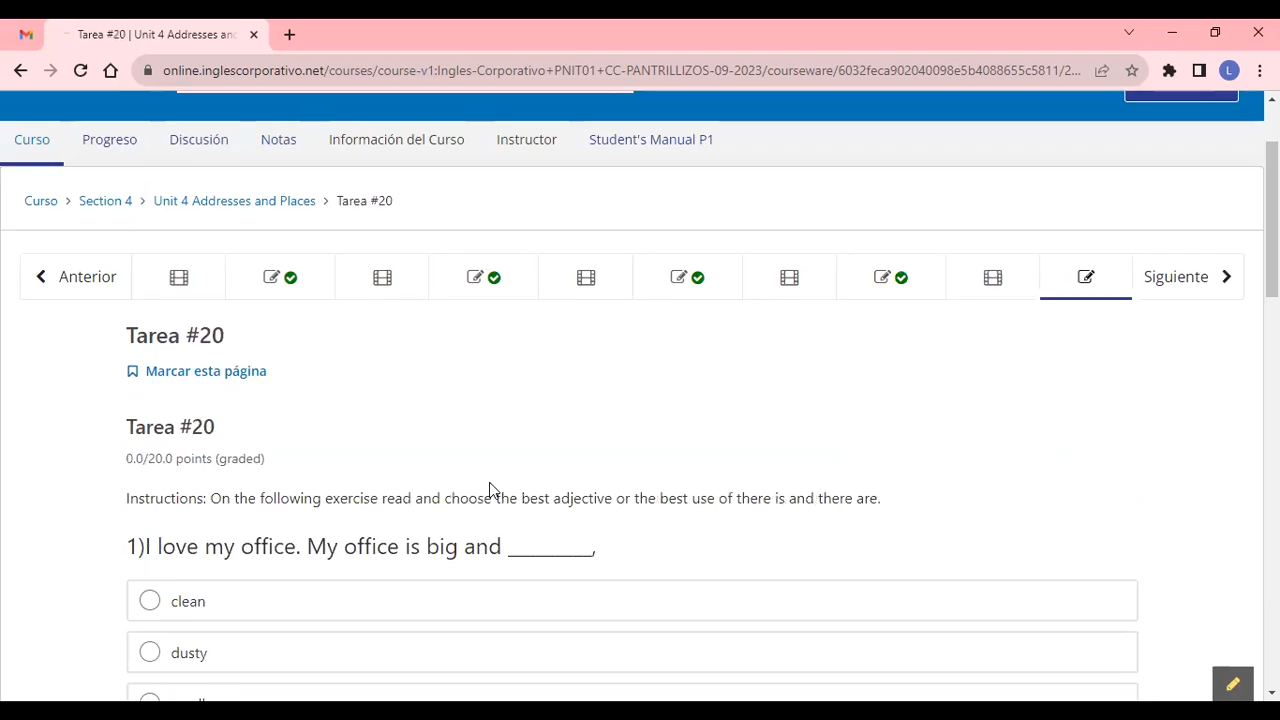 Tarea #20 | Unit 4 Addresses and
online.inglescorporativo.net/courses/course-v1:Ingles-Corporativo+PNIT01+CC-PANTRILLIZOS-09-2023/courseware/6032feca902040098e5b4088655c5811/2...
L
Curso
Progreso
Discusión
Notas
Información del Curso
Instructor
Student's Manual P1
Curso > Section 4 > Unit 4 Addresses and Places > Tarea #20
Anterior
Siguiente
Tarea #20
Marcar esta página
Tarea #20
0.0/20.0 points (graded)
Instructions: On the following exercise read and choose the best adjective or the best use of there is and there are.
1)I love my office. My office is big and ________,
clean
dusty